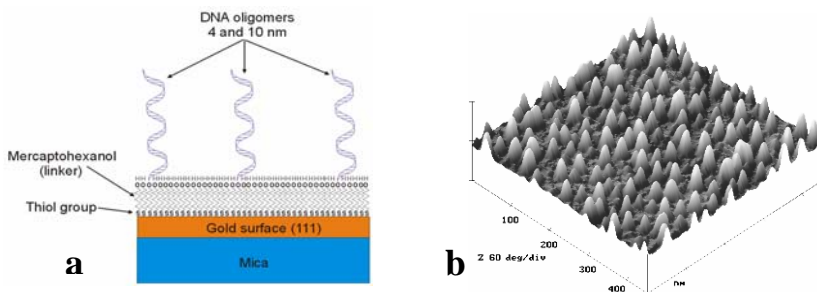 DNA oligomers
4 and 10 nm
Mercaptohexanol
(linker)
Thiol group
Gold surface (111)
Mica
a
b
100
200
300
400
Z 60 deg/div
nm